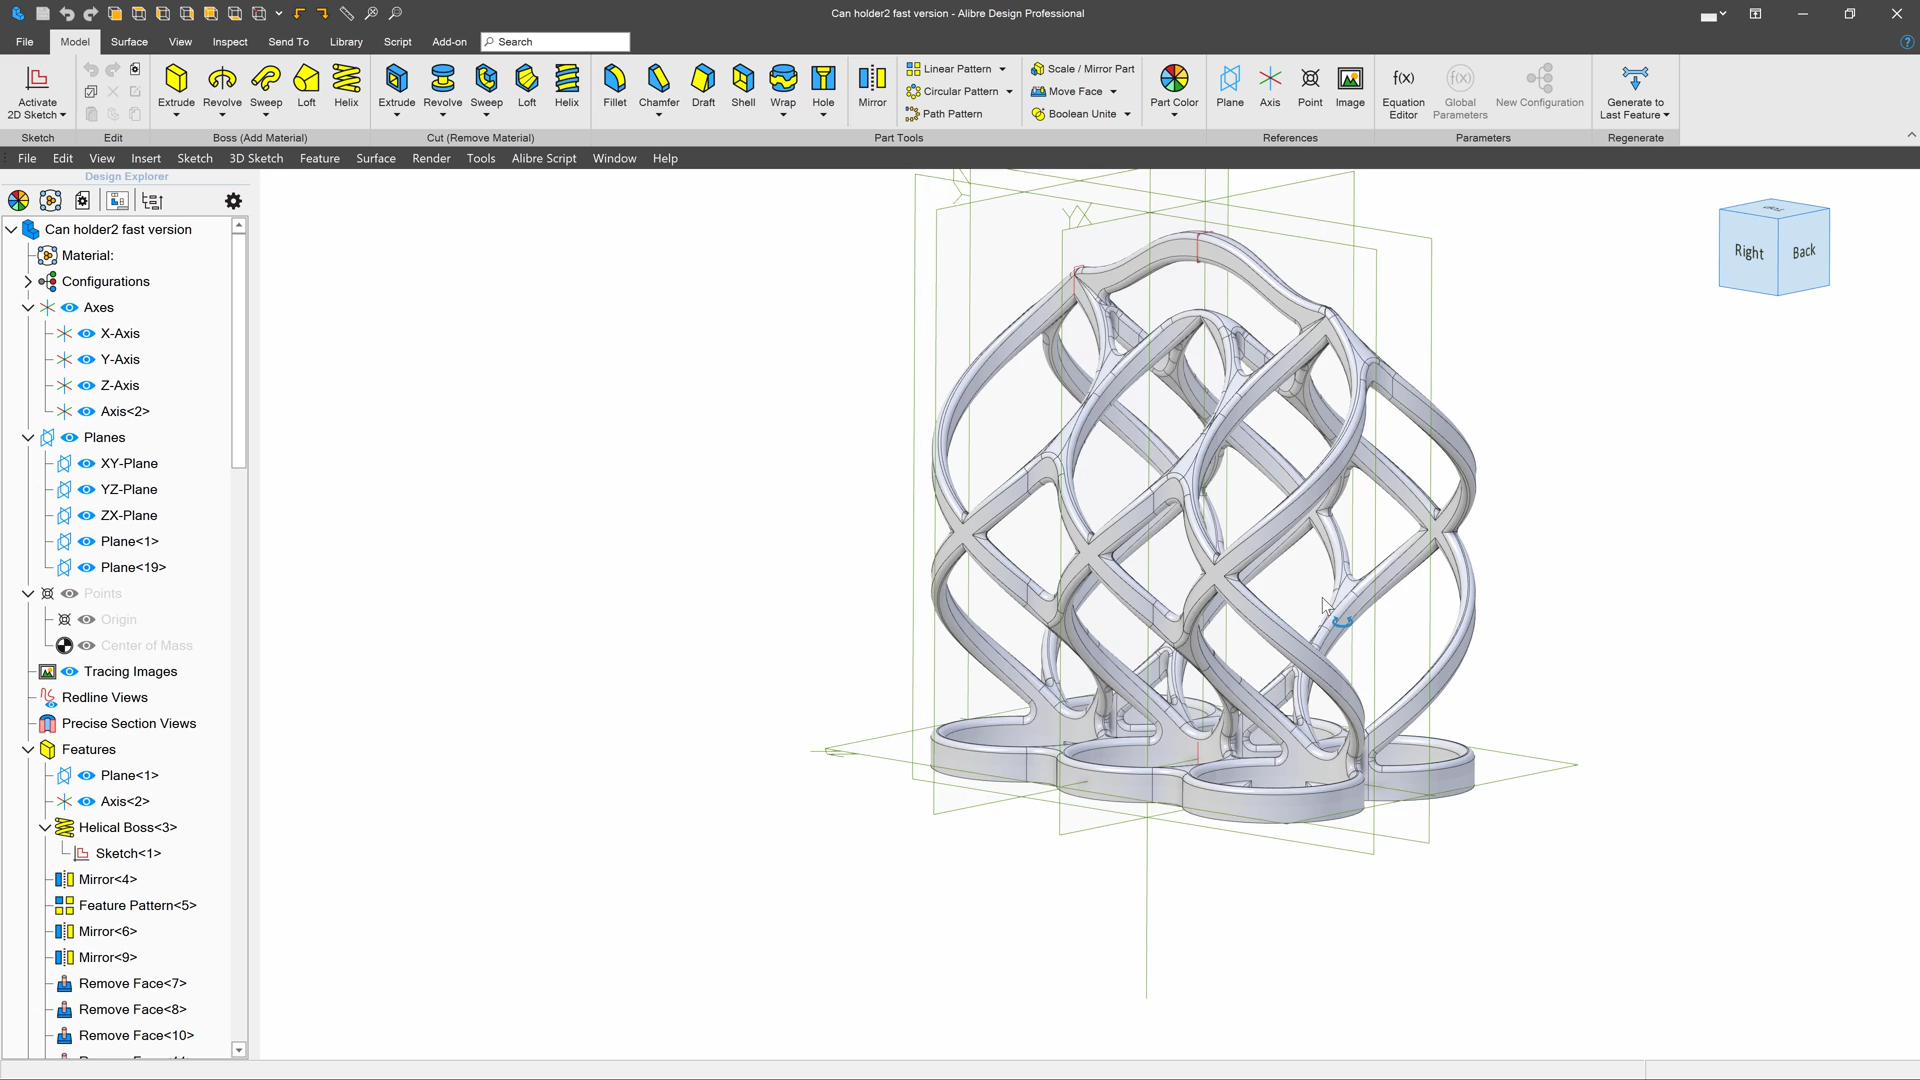 Can holder2 fast version - Alibre Design Professional
File Model Surface View Inspect Send To Library Script Add-on Search
Activate 2D Sketch
Extrude Revolve Sweep Loft Helix
Extrude Revolve Sweep Loft Helix
Fillet Chamfer Draft Shell Wrap Hole Mirror
Linear Pattern
Circular Pattern
Path Pattern
Scale / Mirror Part
Move Face
Boolean Unite
Part Color
Plane Axis Point Image
Equation Editor
f(x)
Global Parameters
f(x)
New Configuration
Generate to Last Feature
Sketch Edit Boss (Add Material) Cut (Remove Material) Part Tools References Parameters Regenerate
File Edit View Insert Sketch 3D Sketch Feature Surface Render Tools Alibre Script Window Help
Design Explorer
Can holder2 fast version
Material:
Configurations
Axes
X-Axis
Y-Axis
Z-Axis
Axis<2>
Planes
XY-Plane
YZ-Plane
ZX-Plane
Plane<1>
Plane<19>
Points
Origin
Center of Mass
Tracing Images
Redline Views
Precise Section Views
Features
Plane<1>
Axis<2>
Helical Boss<3>
Sketch<1>
Mirror<4>
Feature Pattern<5>
Mirror<6>
Mirror<9>
Remove Face<7>
Remove Face<8>
Remove Face<10>
Right Back